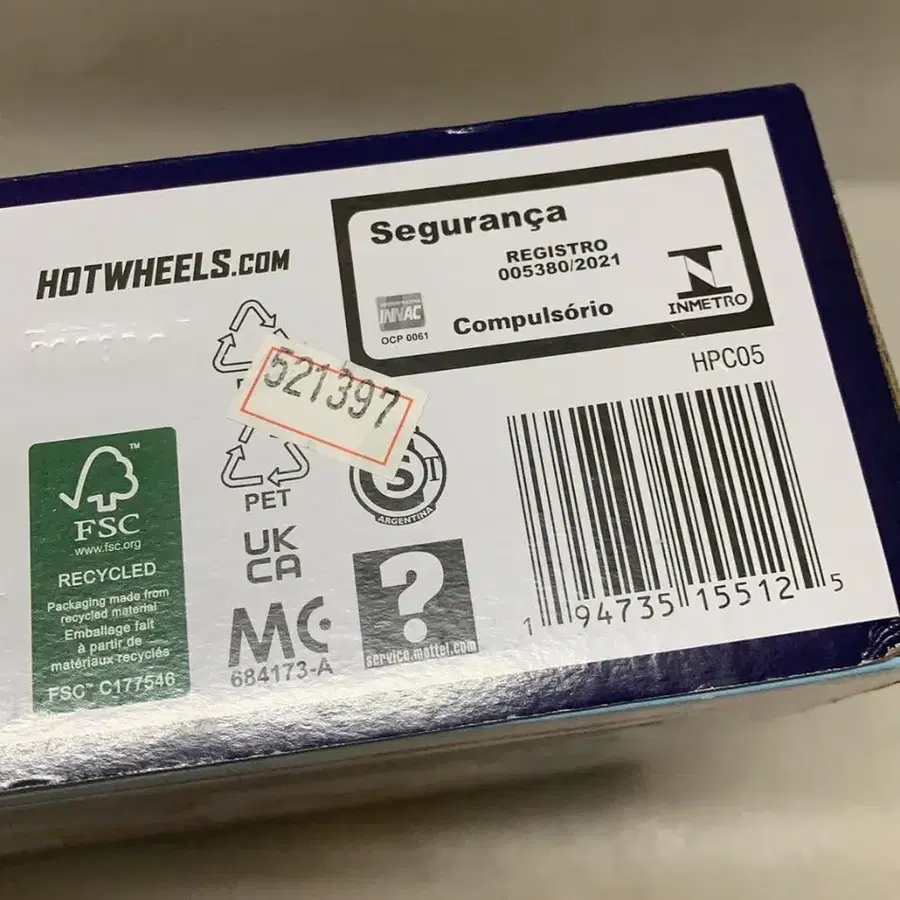 HOTWHEELS.COM
Segurança
REGISTRO
005380/2021
INNAC
OCP 0061
Compulsório
INMETRO
HPC05
521397
FSC
www.fsc.org
RECYCLED
Packaging made from
recycled material
Emballage fait
à partir de
matériaux recyclés
FSC™ C177546
PET
UK
CA
MC
684173-A
S
ARGENTINA
?
service.mattel.com
1 94735 15512 5